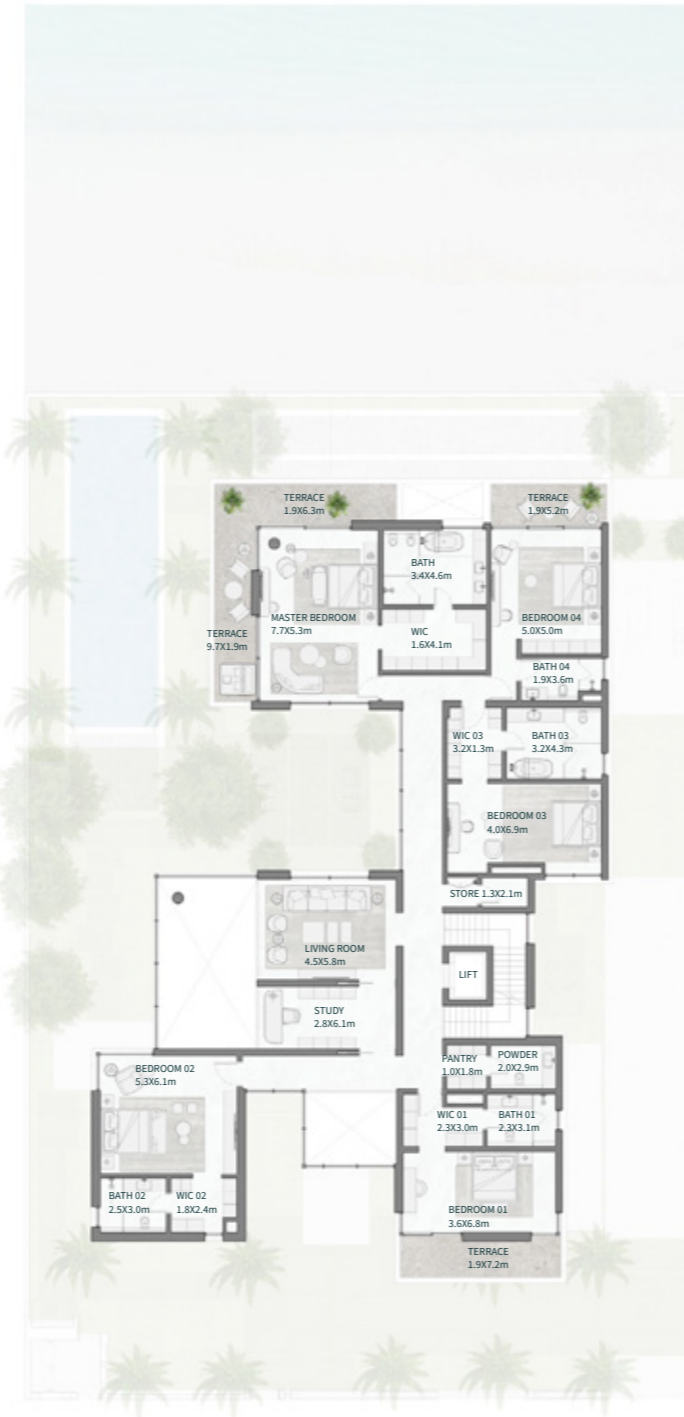 TERRACE
1.9X6.3m
TERRACE
1.9X5.2m
BATH
3.4X4.6m
MASTER BEDROOM
7.7X5.3m
BEDROOM 04
5.0X5.0m
TERRACE
9.7X1.9m
WIC
1.6X4.1m
BATH 04
1.9X3.6m
WIC 03
3.2X1.3m
BATH 03
3.2X4.3m
BEDROOM 03
4.0X6.9m
STORE 1.3X2.1m
LIVING ROOM
4.5X5.8m
LIFT
STUDY
2.8X6.1m
PANTRY
1.0X1.8m
POWDER
2.0X2.9m
BEDROOM 02
5.3X6.1m
WIC 01
2.3X3.0m
BATH 01
2.3X3.1m
BATH 02
2.5X3.0m
WIC 02
1.8X2.4m
BEDROOM 01
3.6X6.8m
TERRACE
1.9X7.2m